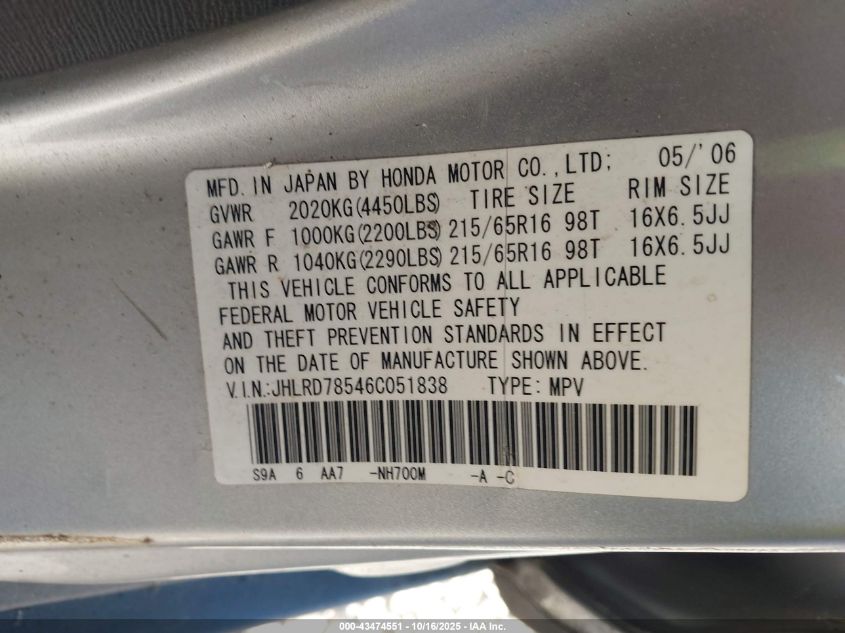 MFD. IN JAPAN BY HONDA MOTOR CO.,LTD; 05/'06
GVWR 2020KG(4450LBS) TIRE SIZE RIM SIZE
GAWR F 1000KG(2200LBS) 215/65R16 98T 16X6.5JJ
GAWR R 1040KG(2290LBS) 215/65R16 98T 16X6.5JJ
THIS VEHICLE CONFORMS TO ALL APPLICABLE
FEDERAL MOTOR VEHICLE SAFETY
AND THEFT PREVENTION STANDARDS IN EFFECT
ON THE DATE OF MANUFACTURE SHOWN ABOVE.
V.I.N.:JHLRD78546C051838 TYPE: MPV
S9A 6 AA7 -NH700M -A -C
000-43474551 - 10/16/2025 - IAA Inc.